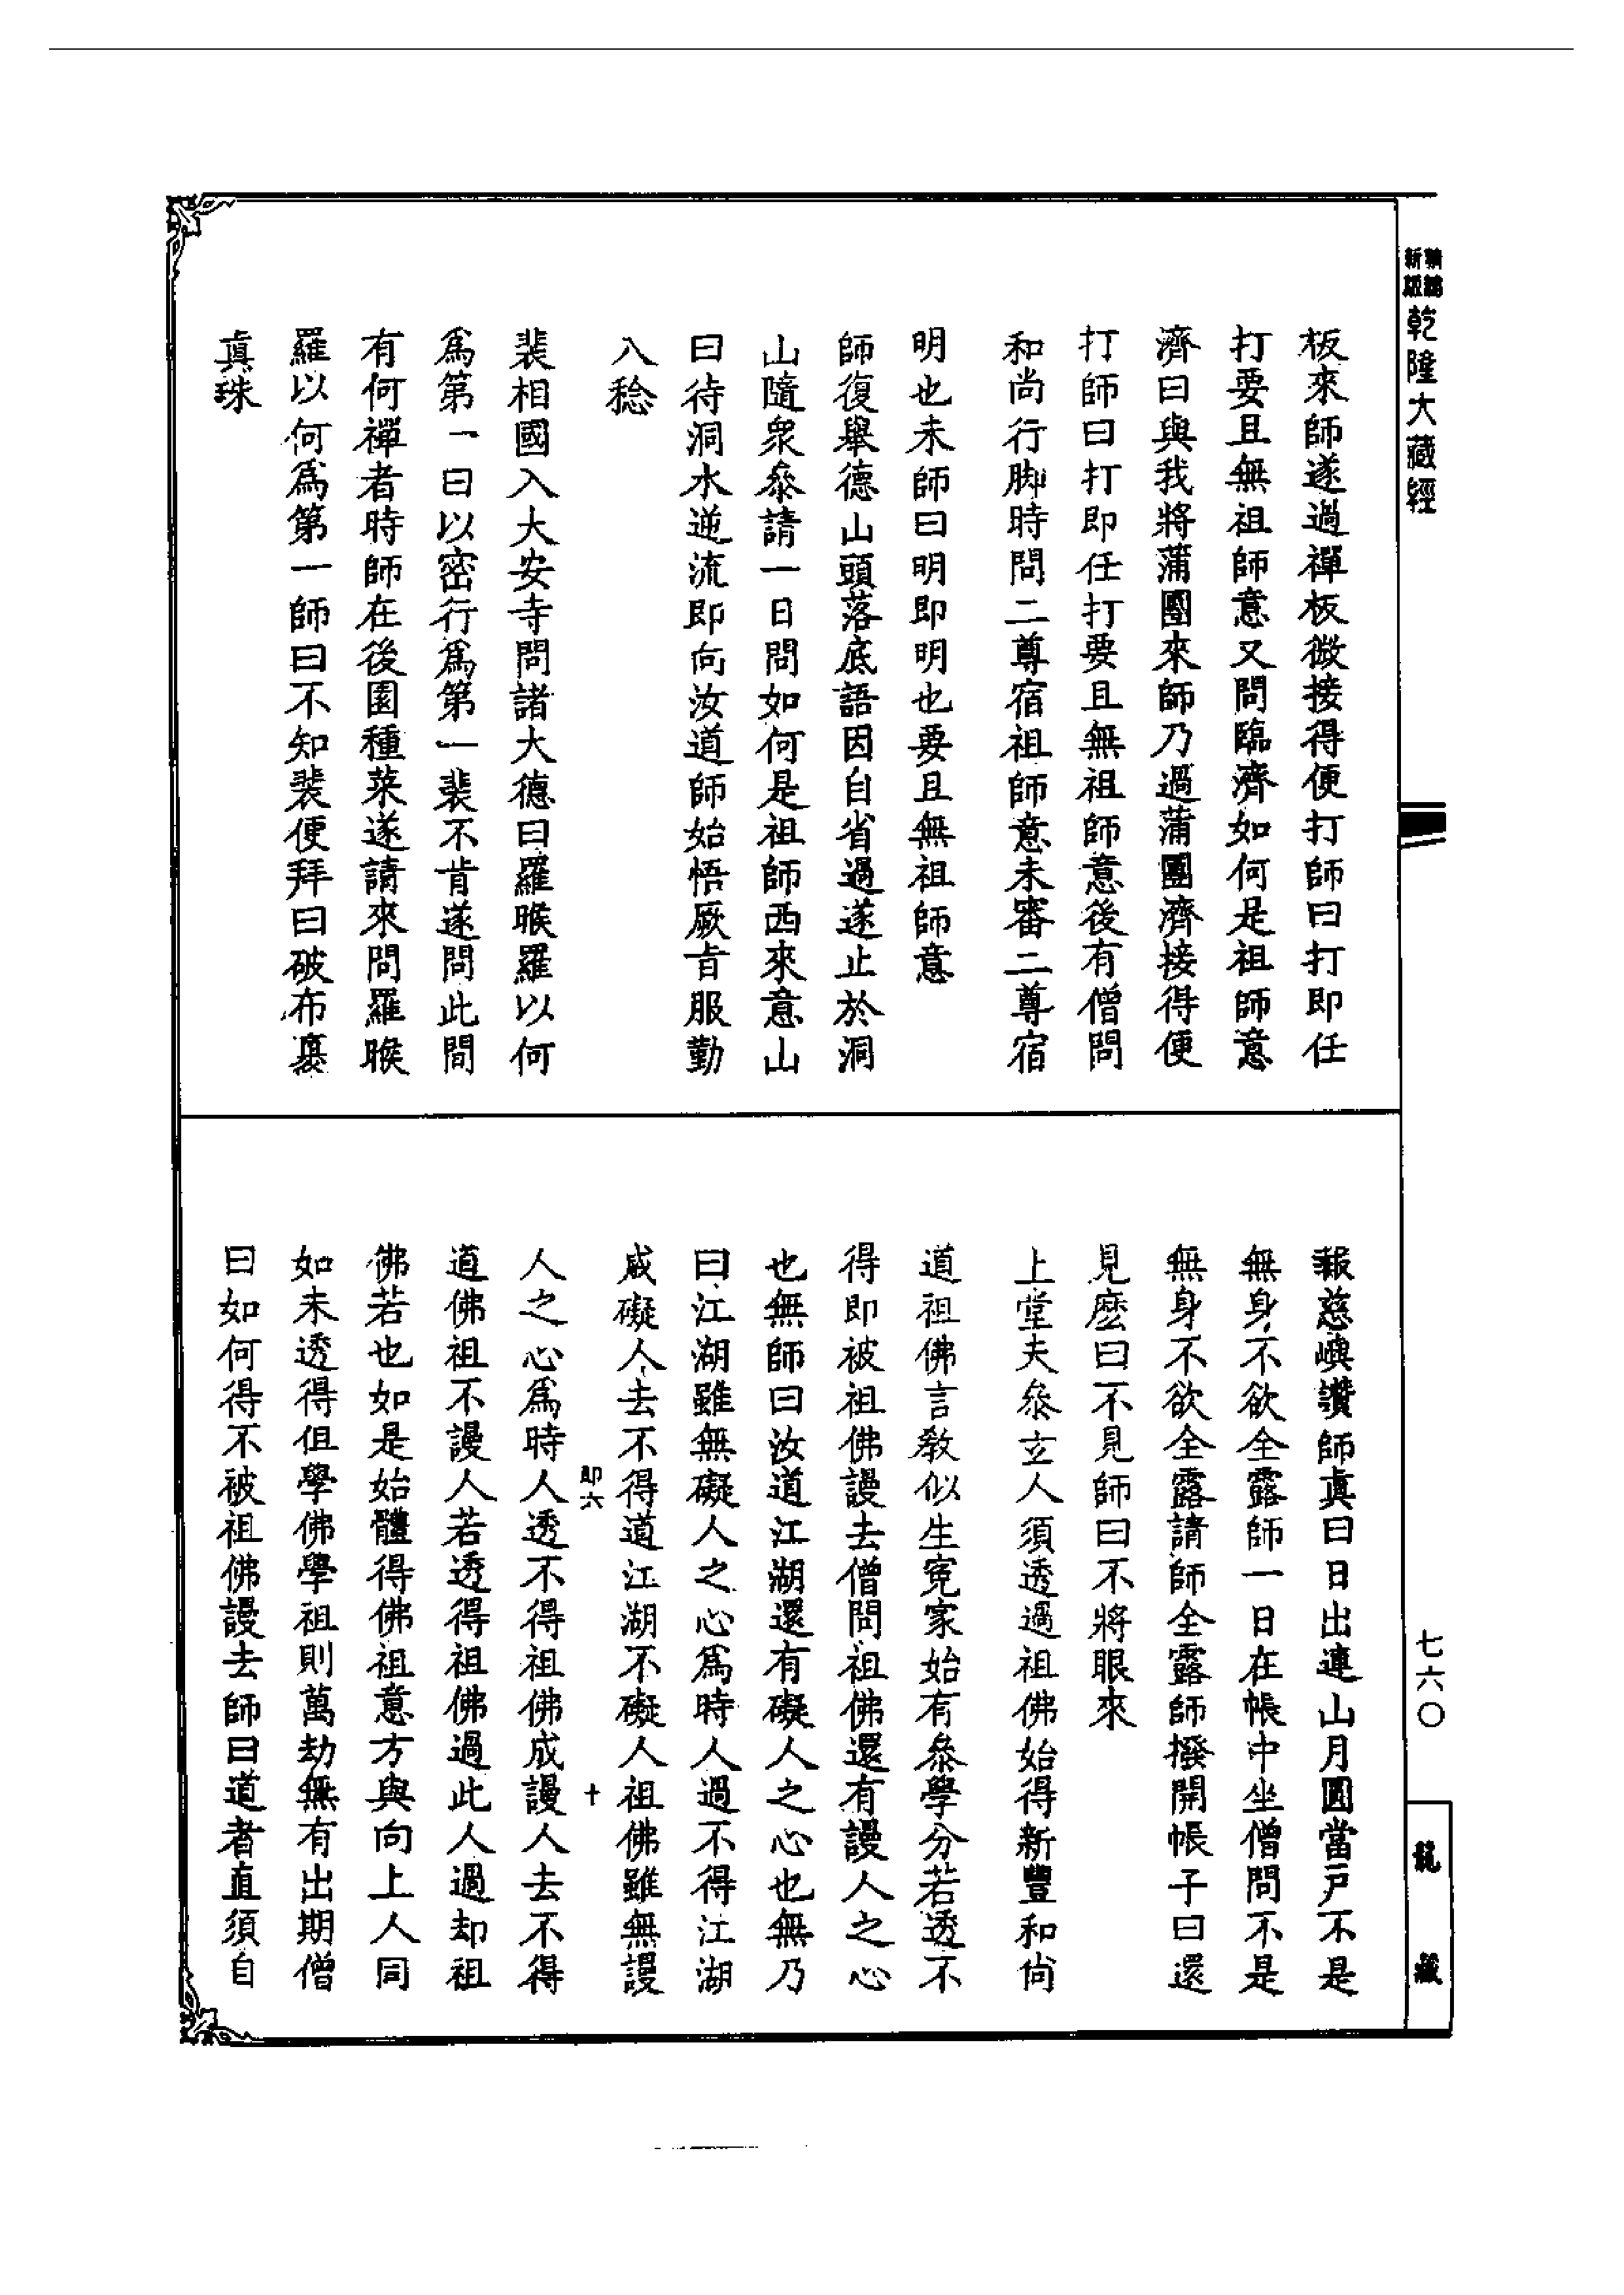 新編
新版
乾隆大藏經
板來師遂過禪板微接得便打師曰打即任
打要且無祖師意又問臨濟如何是祖師意
濟曰與我將蒲團來師乃過蒲團濟接得便
打師曰打即任打要且無祖師意後有僧問
和尚行脚時問二尊宿祖師意未審二尊宿
明也未師曰明即明也要且無祖師意
師復舉德山頭落底語因自省過遂止於洞
山隨衆叅請一日問如何是祖師西來意山
曰待洞水逆流即向汝道師始悟厥旨服勤
八稔
裴相國入大安寺問諸大德曰羅睺羅以何
爲第一曰以密行爲第一裴不肯遂問此間
有何禪者時師在後園種菜遂請來問羅睺
羅以何爲第一師曰不知裴便拜曰破布裹
真珠
七六〇
龍藏
報慈嶼讚師真曰日出連山月圓當戶不是
無身不欲全露師一日在帳中坐僧問不是
無身不欲全露請師全露師撥開帳子曰還
見麽曰不見師曰不將眼來
上堂夫叅玄人須透過祖佛始得新豐和尚
道祖佛言敎似生寃家始有叅學分若透不
得即被祖佛謾去僧問祖佛還有謾人之心
也無師曰汝道江湖還有礙人之心也無乃
曰江湖雖無礙人之心爲時人過不得江湖
成礙人去不得道江湖不礙人祖佛雖無謾
即六 十
人之心爲時人透不得祖佛成謾人去不得
道佛祖不謾人若透得祖佛過此人過却祖
佛若也如是始體得佛祖意方與向上人同
如未透得但學佛學祖則萬劫無有出期僧
曰如何得不被祖佛謾去師曰道者直須自